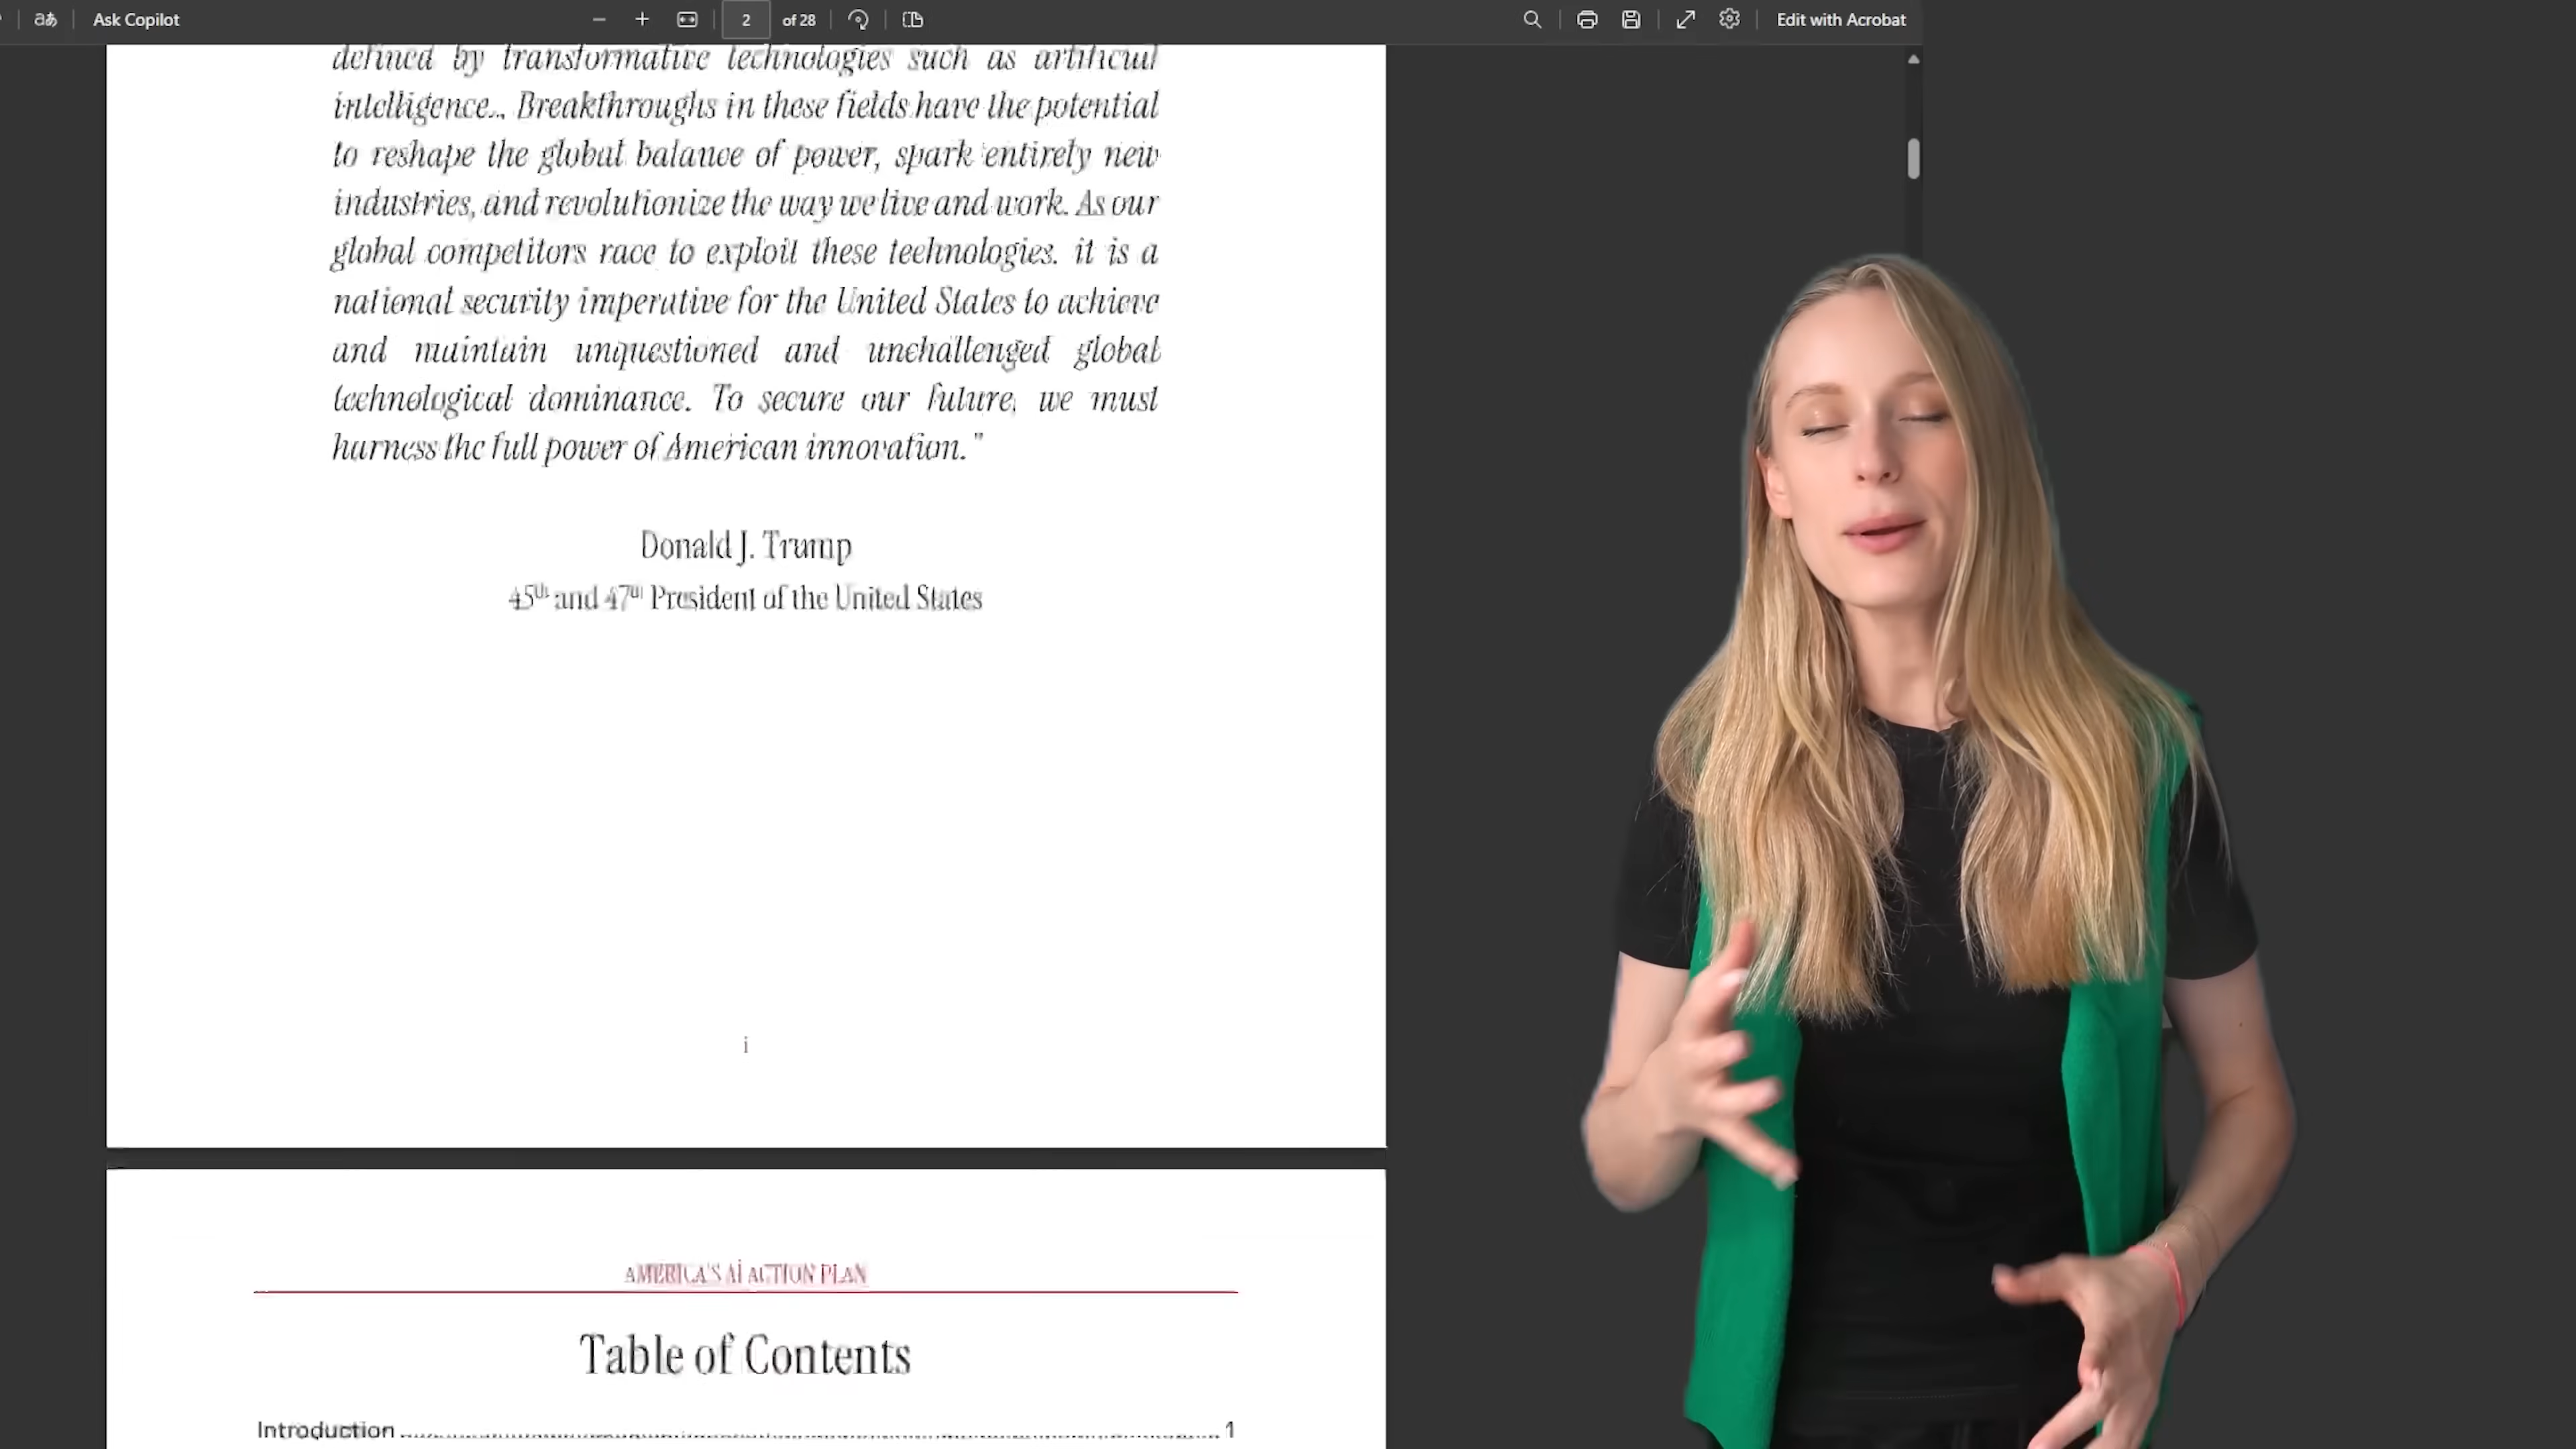 aあ Ask Copilot 2 of 28 Edit with Acrobat
defined by transformative technologies such as artificial
intelligence... Breakthroughs in these fields have the potential
to reshape the global balance of power, spark entirely new
industries, and revolutionize the way we live and work. As our
global competitors race to exploit these technologies, it is a
national security imperative for the United States to achieve
and maintain unquestioned and unchallenged global
technological dominance. To secure our future, we must
harness the full power of American innovation."
Donald J. Trump
45th and 47th President of the United States
i
AMERICA'S AI ACTION PLAN
Table of Contents
Introduction 1